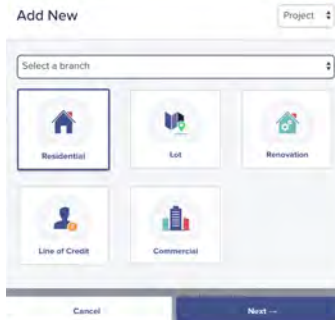 Add New
Project
Select a branch
Residential
Lot
Renovation
Line of Credit
Commercial
Cancel
Next